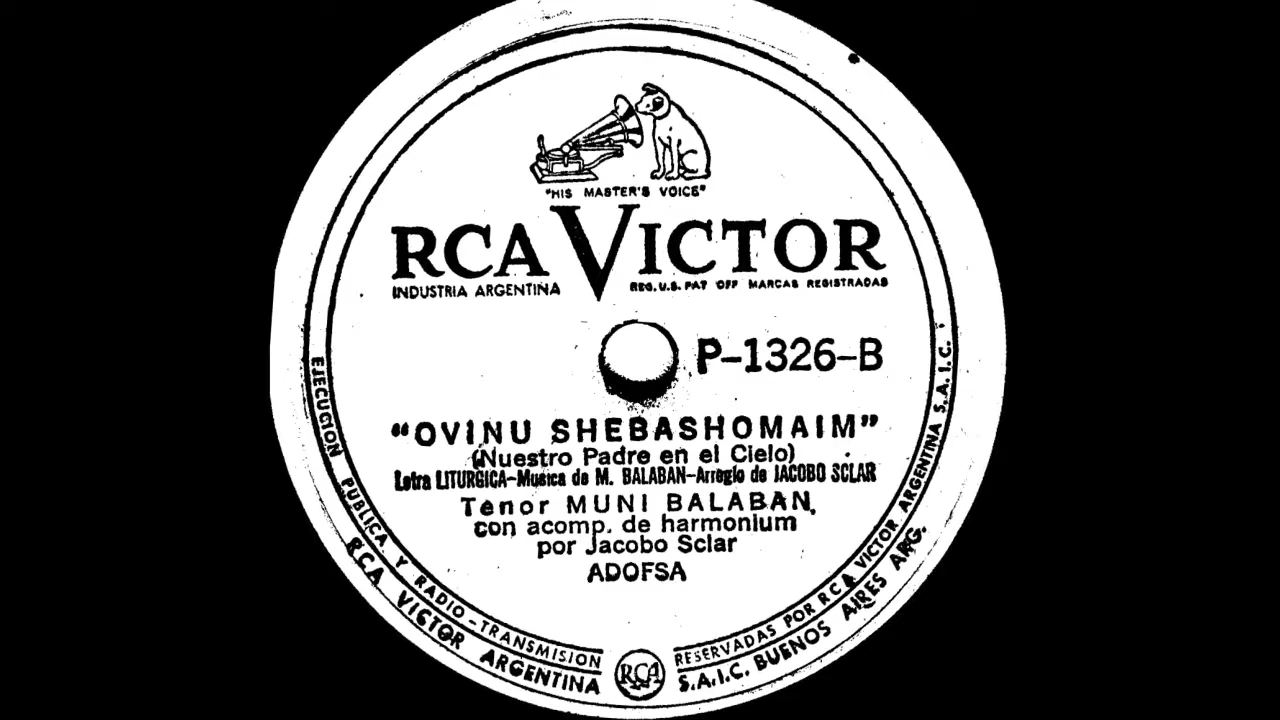 "HIS MASTER'S VOICE"
RCA VICTOR
INDUSTRIA ARGENTINA
REG. U.S. PAT OFF MARCAS REGISTRADAS
P-1326-B
"OVINU SHEBASHOMAIM"
(Nuestro Padre en el Cielo)
Letra LITURGICA-Musica de M. BALABAN-Arreglo de JACOBO SCLAR
Tenor MUNI BALABAN,
con acomp. de harmonium
por Jacobo Sclar
ADOFSA
EJECUCION PUBLICA Y RADIO-TRANSMISION
RESERVADAS POR RCA VICTOR ARGENTINA S.A.I.C.
RCA VICTOR ARGENTINA
RCA
S.A.I.C. BUENOS AIRES ARG.